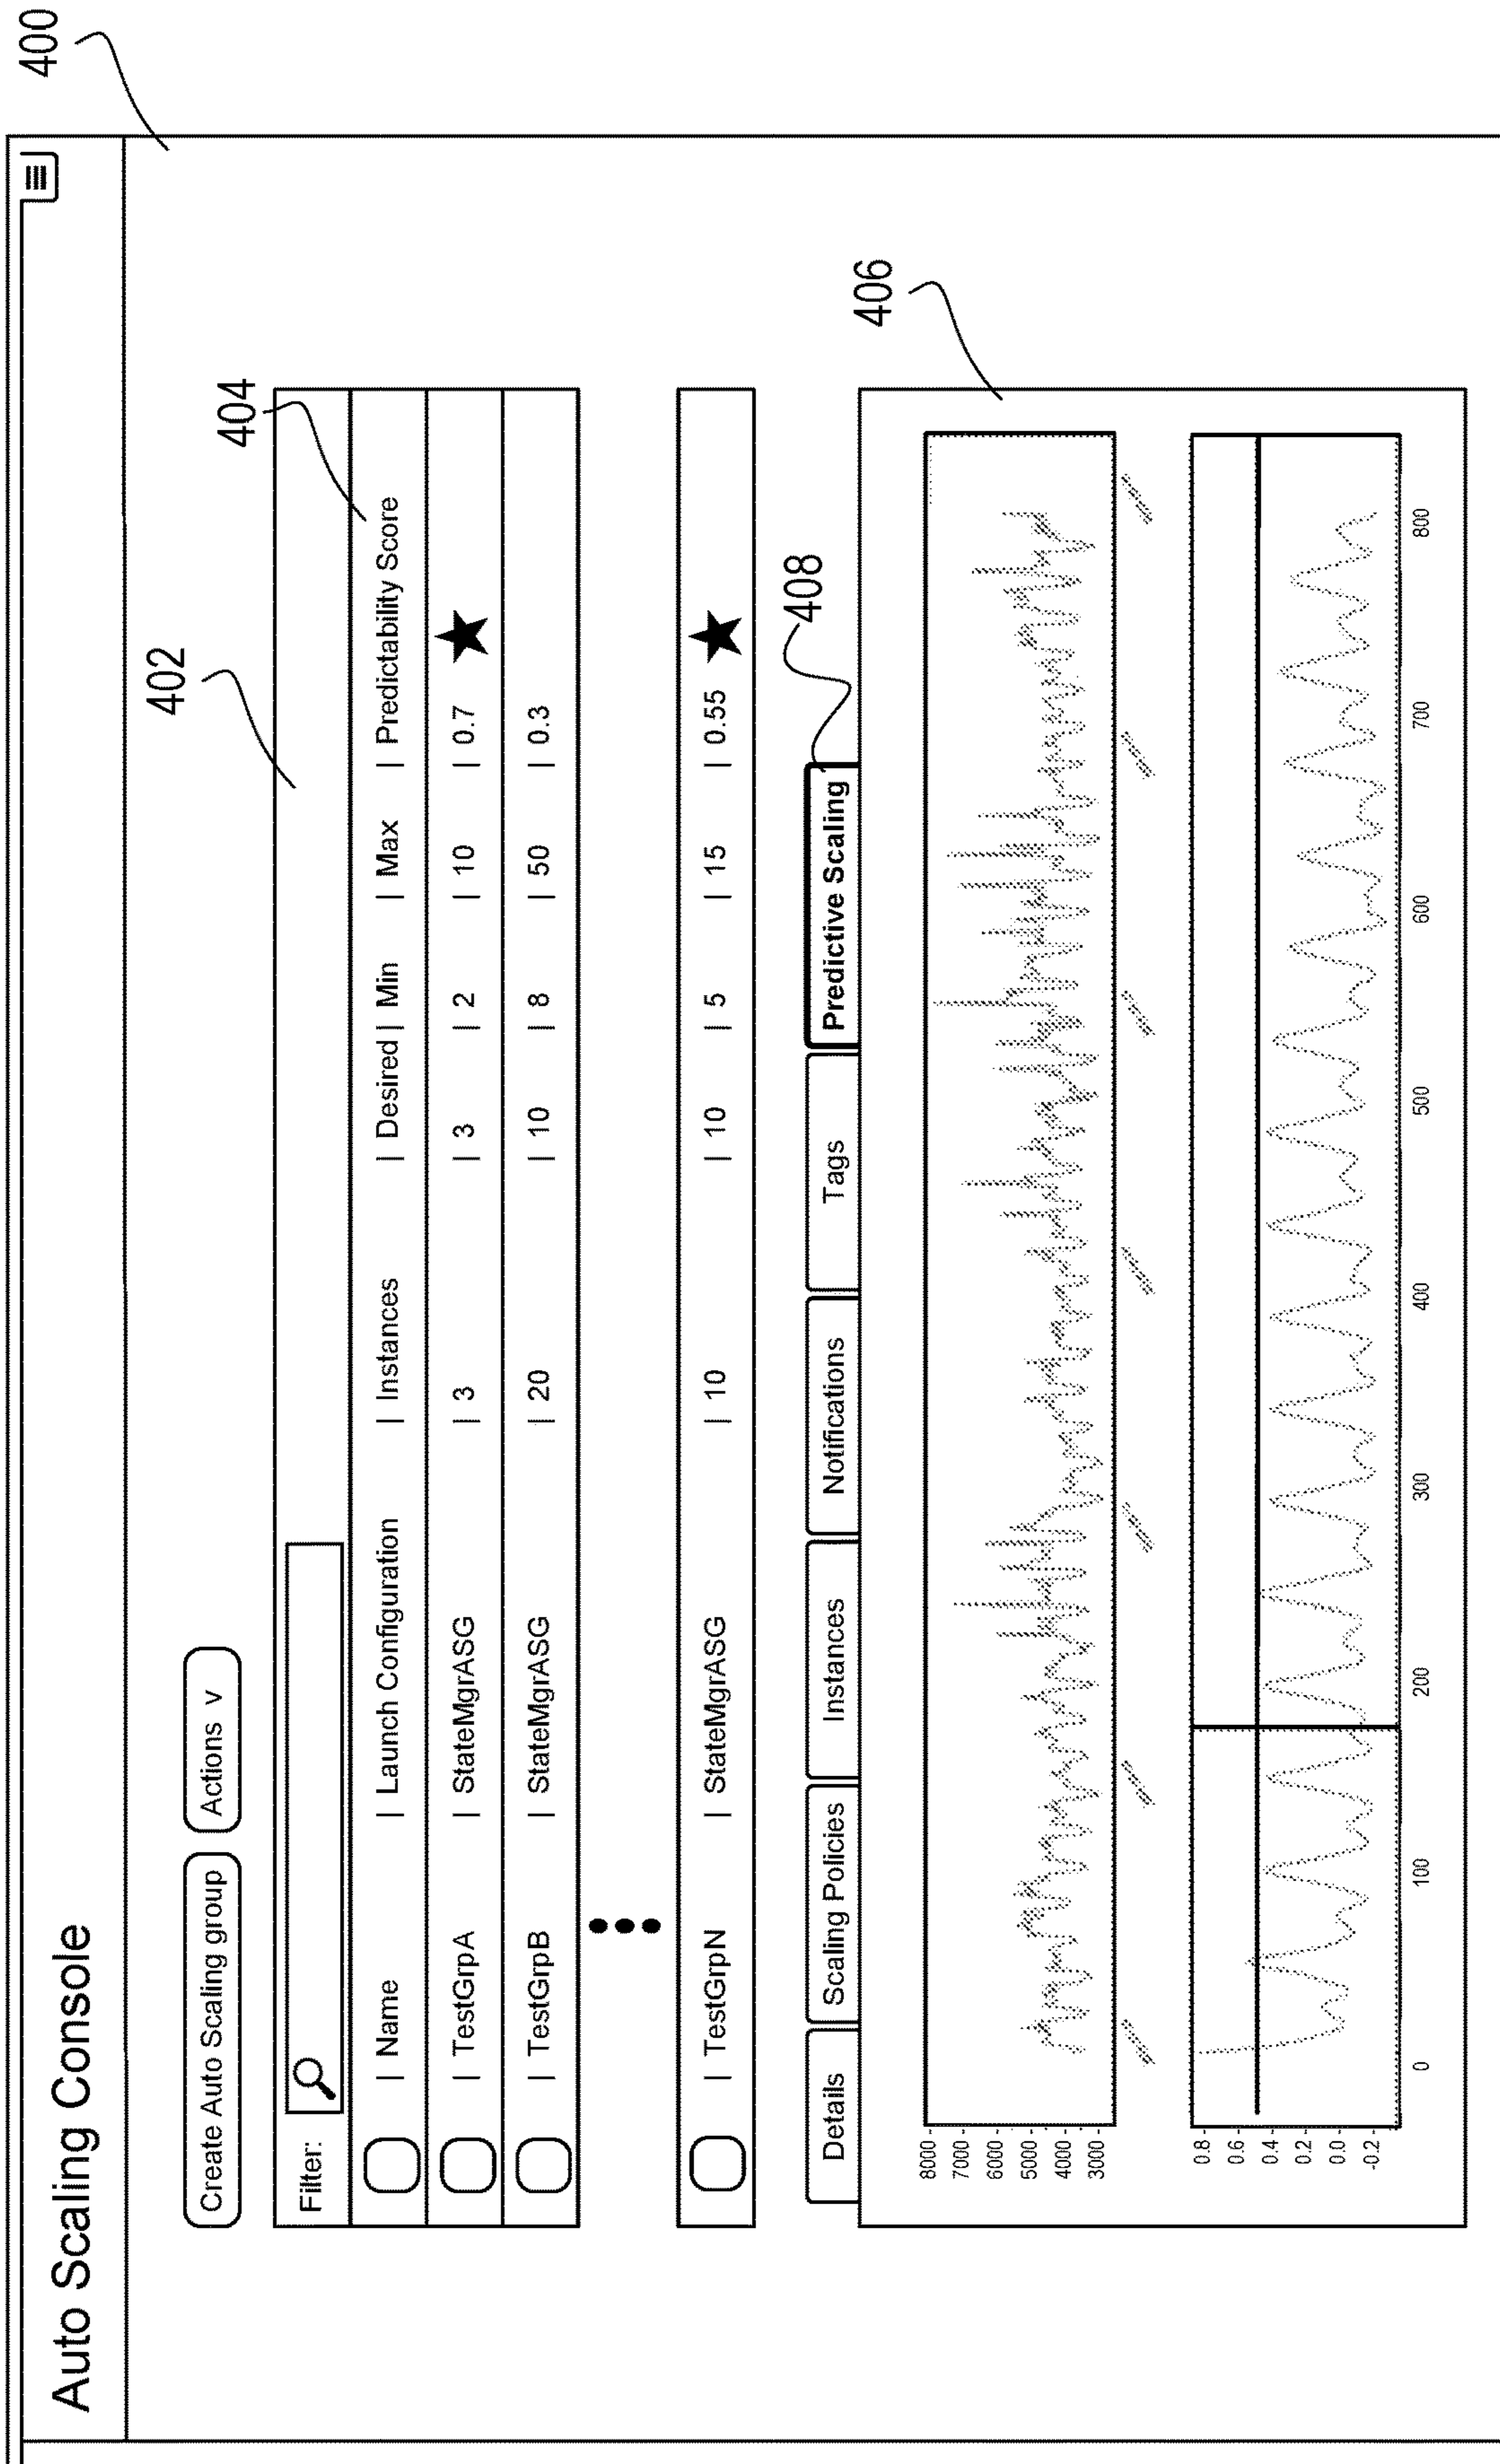 400
Auto Scaling Console
Create Auto Scaling group
Actions v
402
404
Filter:
| Name | Launch Configuration | Instances | Desired | Min | Max | Predictability Score
| TestGrpA | StateMgrASG | 3 | 3 | 2 | 10 | 0.7
| TestGrpB | StateMgrASG | 20 | 10 | 8 | 50 | 0.3
| TestGrpN | StateMgrASG | 10 | 10 | 5 | 15 | 0.55
408
Details Scaling Policies Instances Notifications Tags Predictive Scaling
406
8000
7000
6000
5000
4000
3000
0.8
0.6
0.4
0.2
0.0
-0.2
0 100 200 300 400 500 600 700 800